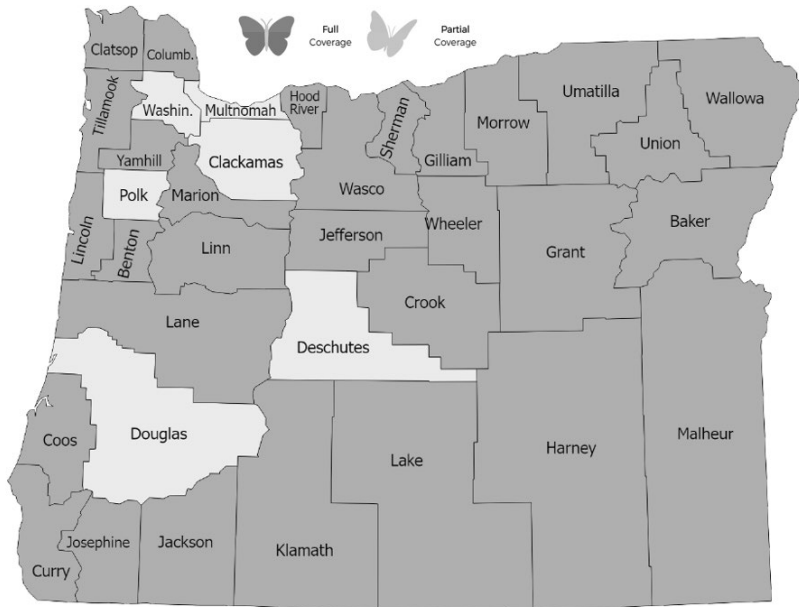 Full
Coverage
Partial
Coverage
Clatsop
Columb.
Tillamook
Washin.
Multnomah
Hood
River
Sherman
Gilliam
Morrow
Umatilla
Union
Wallowa
Yamhill
Clackamas
Polk
Marion
Wasco
Wheeler
Lincoln
Benton
Linn
Jefferson
Grant
Baker
Crook
Lane
Deschutes
Coos
Douglas
Lake
Harney
Malheur
Curry
Josephine
Jackson
Klamath